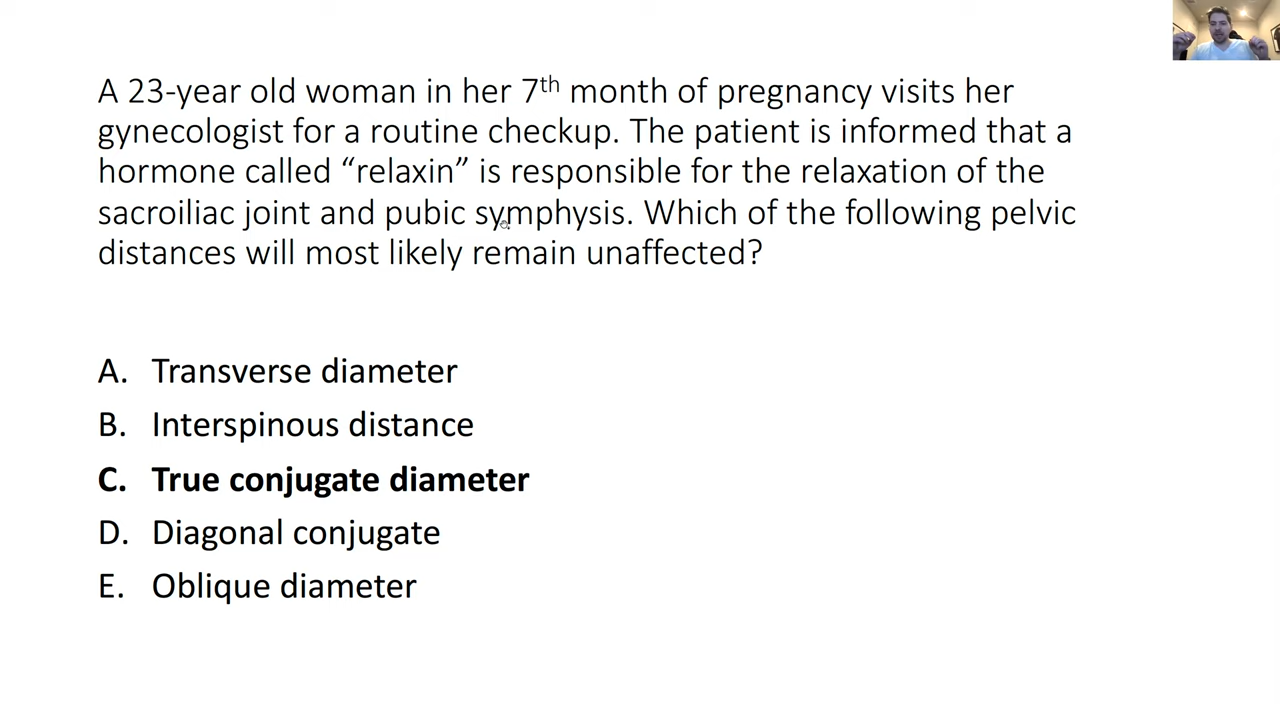 A 23-year old woman in her 7th month of pregnancy visits her
gynecologist for a routine checkup. The patient is informed that a
hormone called “relaxin” is responsible for the relaxation of the
sacroiliac joint and pubic symphysis. Which of the following pelvic
distances will most likely remain unaffected?
A. Transverse diameter
B. Interspinous distance
C. True conjugate diameter
D. Diagonal conjugate
E. Oblique diameter